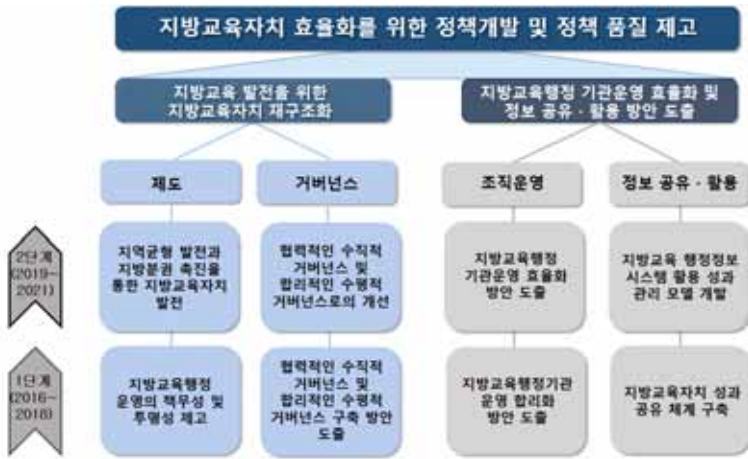 지방교육자치 효율화를 위한 정책개발 및 정책 품질 제고
지방교육 발전을 위한
지방교육자치 재구조화
지방교육행정 기관운영 효율화 및
정보 공유 · 활용 방안 도출
제도
거버넌스
조직운영
정보 공유 · 활용
2단계
(2019~
2021)
지역균형 발전과
지방분권 촉진을
통한 지방교육자치
발전
협력적인 수직적
거버넌스 및
합리적인 수평적
거버넌스로의 개선
지방교육행정
기관운영 효율화
방안 도출
지방교육 행정정보
시스템 활용 성과
관리 모델 개발
1단계
(2016~
2018)
지방교육행정
운영의 책무성 및
투명성 제고
협력적인 수직적
거버넌스 및
합리적인 수평적
거버넌스 구축 방안
도출
지방교육행정기관
운영 합리화
방안 도출
지방교육자치 성과
공유 체계 구축